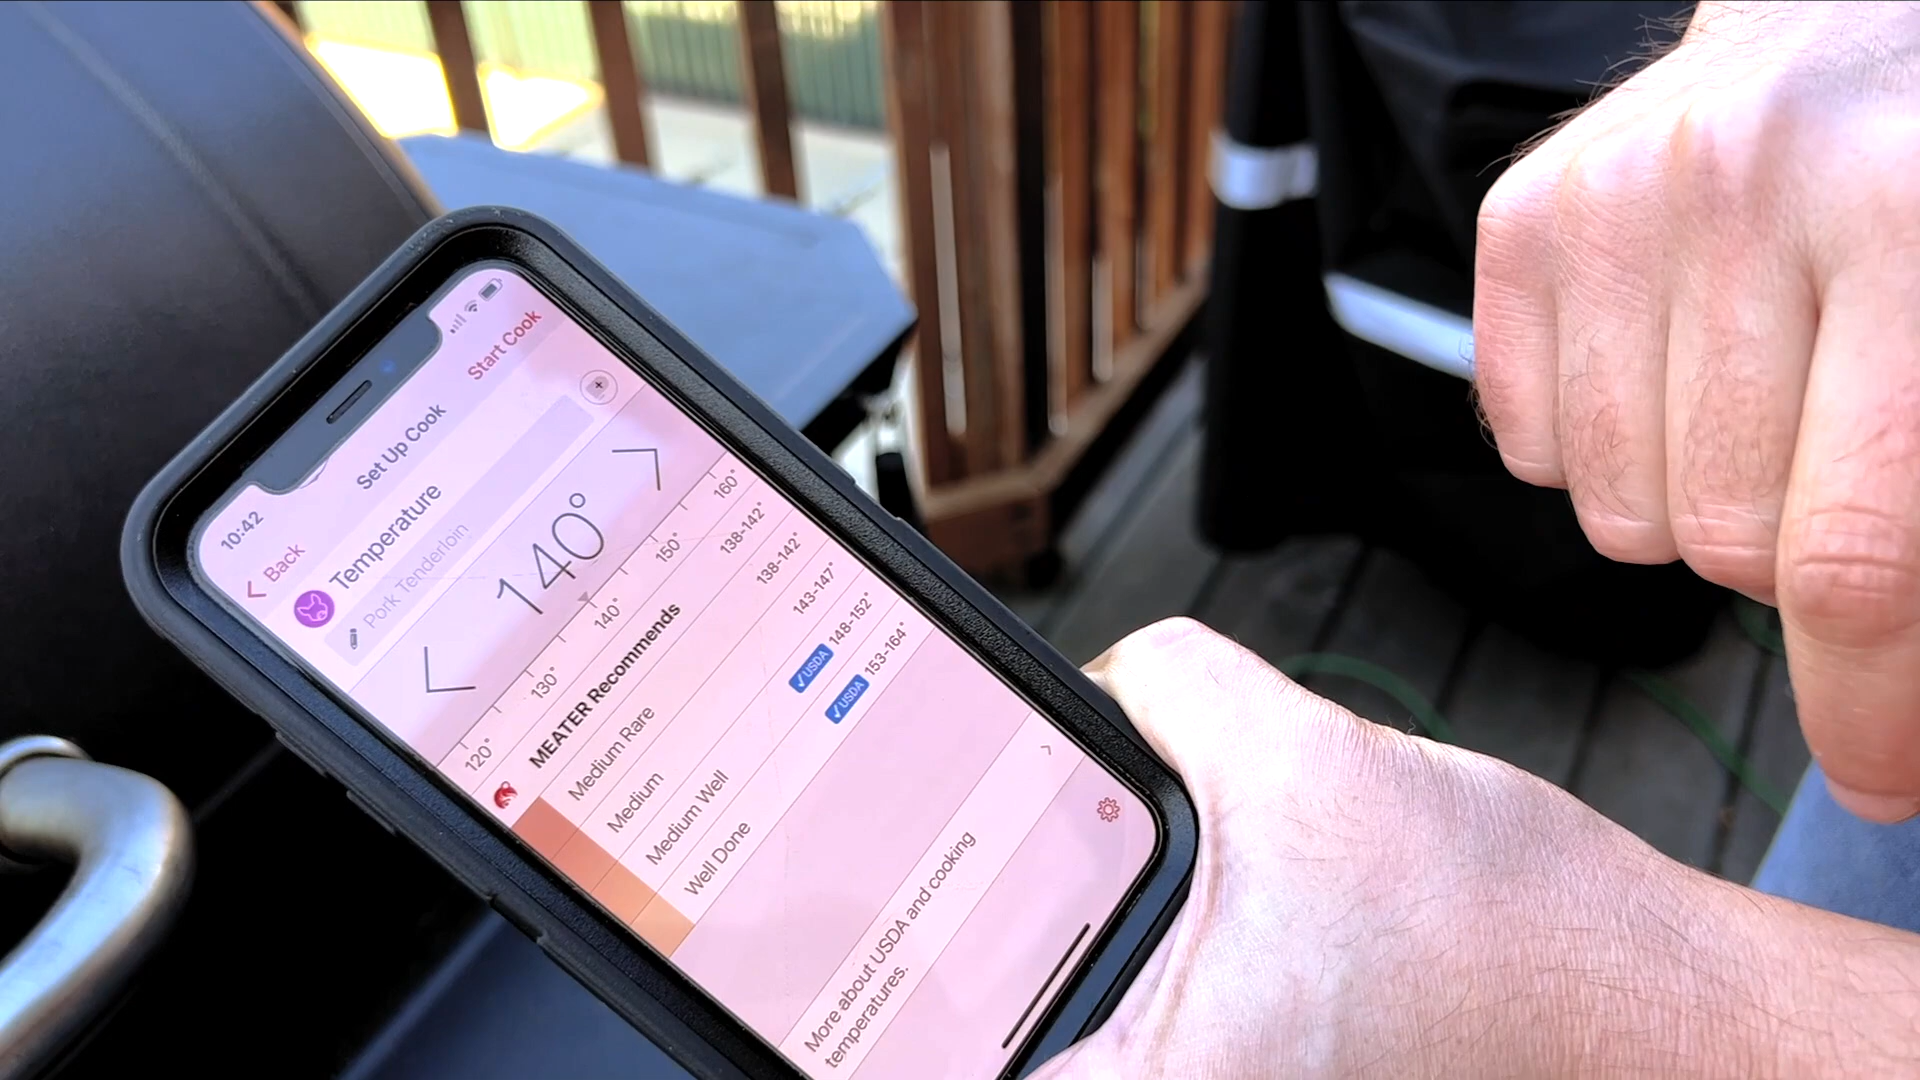 10:42
Back
Set Up Cook
Start Cook
Temperature
Pork Tenderloin
140°
120° 130° 140° 150° 160°
MEATER Recommends 138-142°
Medium Rare 138-142°
Medium 143-147°
Medium Well ✓USDA 148-152°
Well Done ✓USDA 153-164°
More about USDA and cooking
temperatures.